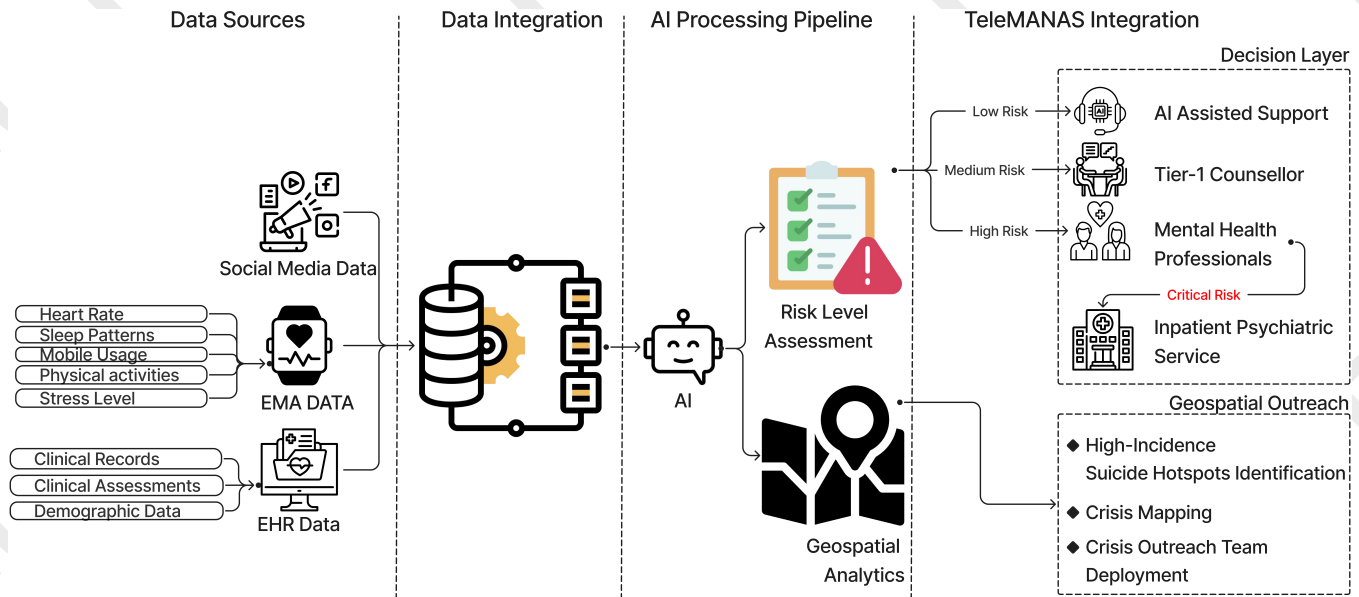 Data Sources
Data Integration
AI Processing Pipeline
TeleMANAS Integration
Social Media Data
Heart Rate
Sleep Patterns
Mobile Usage
Physical activities
Stress Level
EMA DATA
Clinical Records
Clinical Assessments
Demographic Data
EHR Data
AI
Risk Level
Assessment
Geospatial
Analytics
Decision Layer
Low Risk
AI
AI Assisted Support
Medium Risk
Tier-1 Counsellor
High Risk
Mental Health
Professionals
Critical Risk
Inpatient Psychiatric
Service
Geospatial Outreach
High-Incidence
Suicide Hotspots Identification
Crisis Mapping
Crisis Outreach Team
Deployment